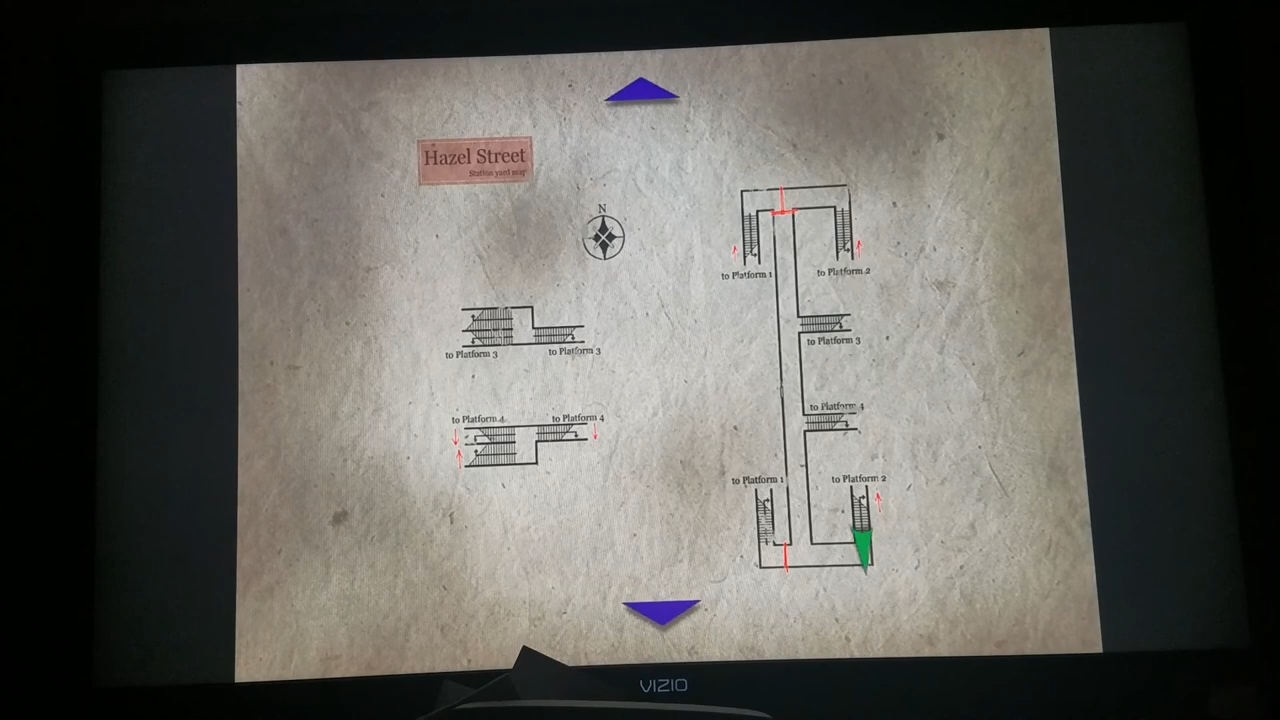 Hazel Street
Station yard map
N
to Platform 1
to Platform 2
to Platform 3
to Platform 3
to Platform 3
to Platform 4
to Platform 4
to Platform 4
to Platform 1
to Platform 2
VIZIO